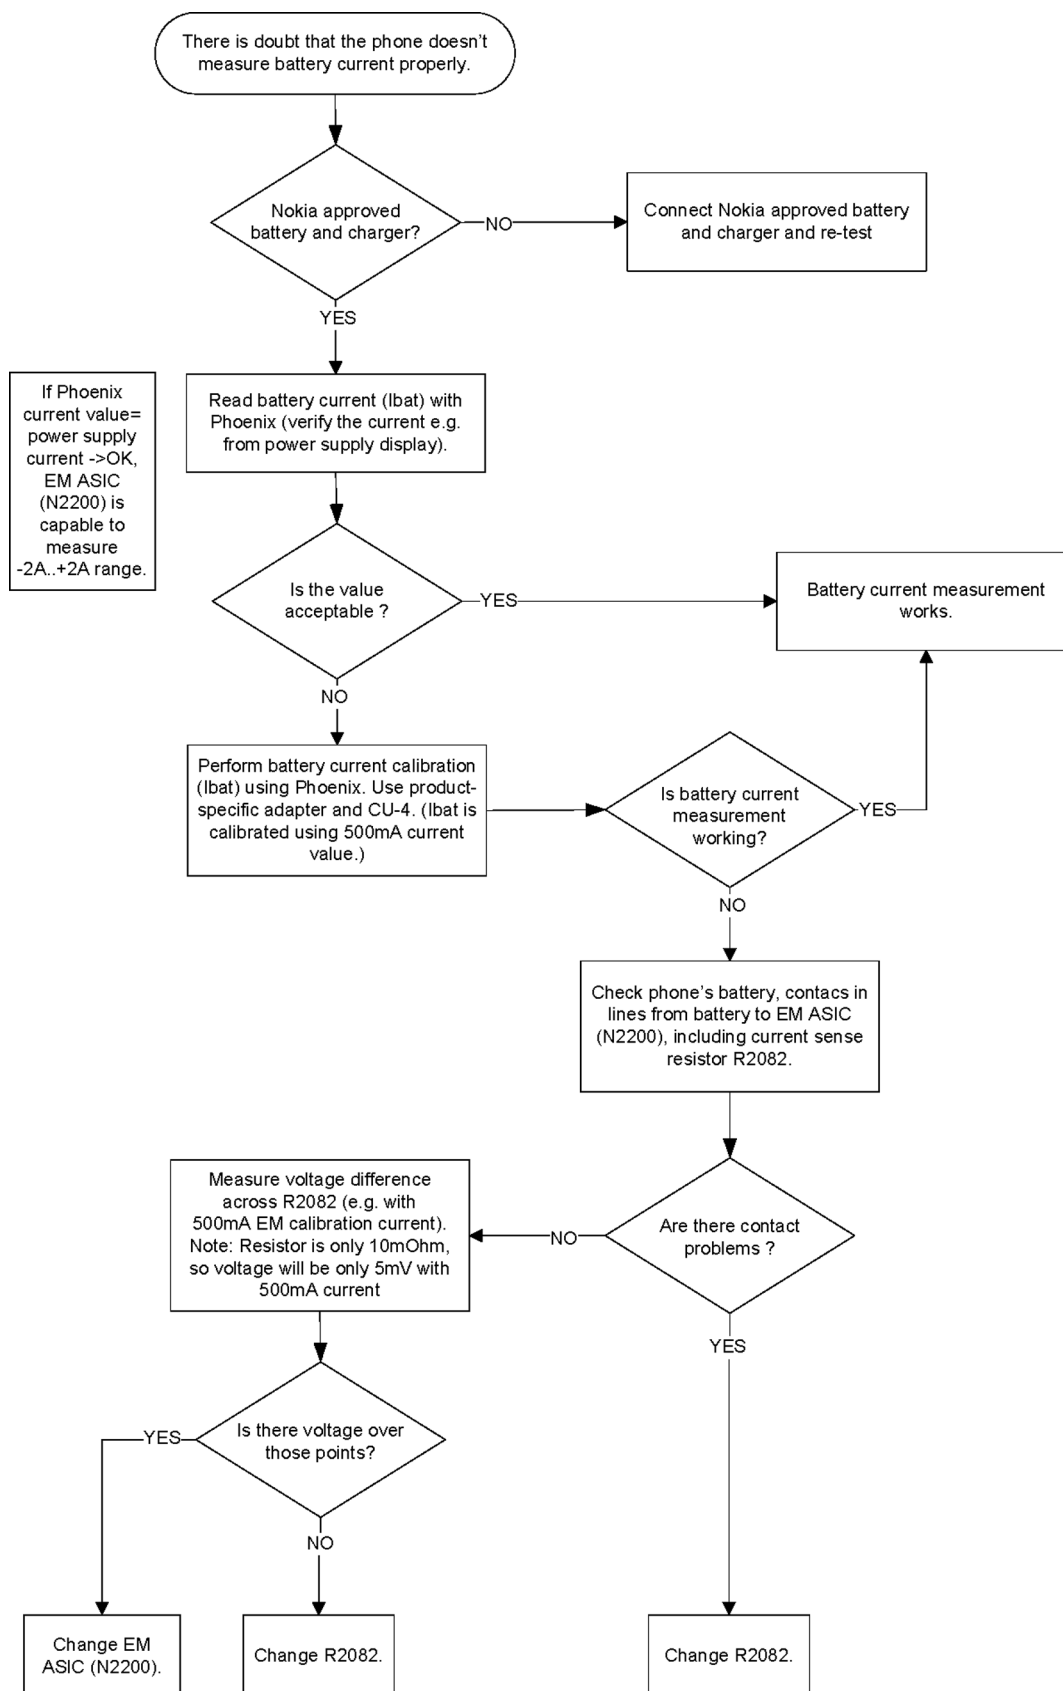 There is doubt that the phone doesn't
measure battery current properly.
Nokia approved
battery and charger?
NO
Connect Nokia approved battery
and charger and re-test
YES
If Phoenix
current value=
power supply
current ->OK,
EM ASIC
(N2200) is
capable to
measure
-2A..+2A range.
Read battery current (Ibat) with
Phoenix (verify the current e.g.
from power supply display).
Is the value
acceptable ?
YES
Battery current measurement
works.
NO
Perform battery current calibration
(Ibat) using Phoenix. Use product-
specific adapter and CU-4. (Ibat is
calibrated using 500mA current
value.)
Is battery current
measurement
working?
YES
NO
Check phone's battery, contacs in
lines from battery to EM ASIC
(N2200), including current sense
resistor R2082.
Are there contact
problems ?
NO
Measure voltage difference
across R2082 (e.g. with
500mA EM calibration current).
Note: Resistor is only 10mOhm,
so voltage will be only 5mV with
500mA current
YES
Is there voltage over
those points?
YES
NO
Change EM
ASIC (N2200).
Change R2082.
Change R2082.